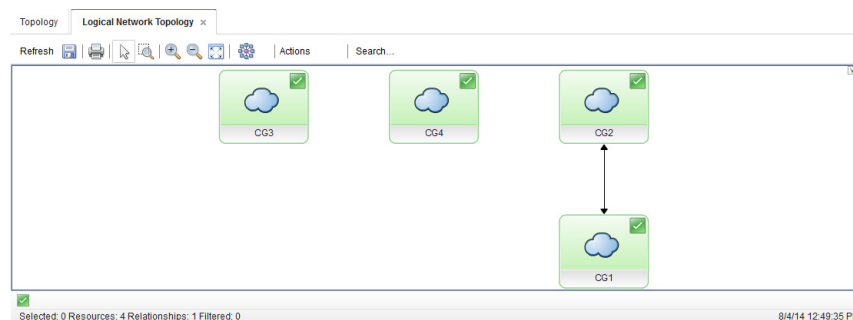 Topology Logical Network Topology ×
Refresh Actions Search...
CG3 CG4 CG2
CG1
Selected: 0 Resources: 4 Relationships: 1 Filtered: 0 8/4/14 12:49:35 P